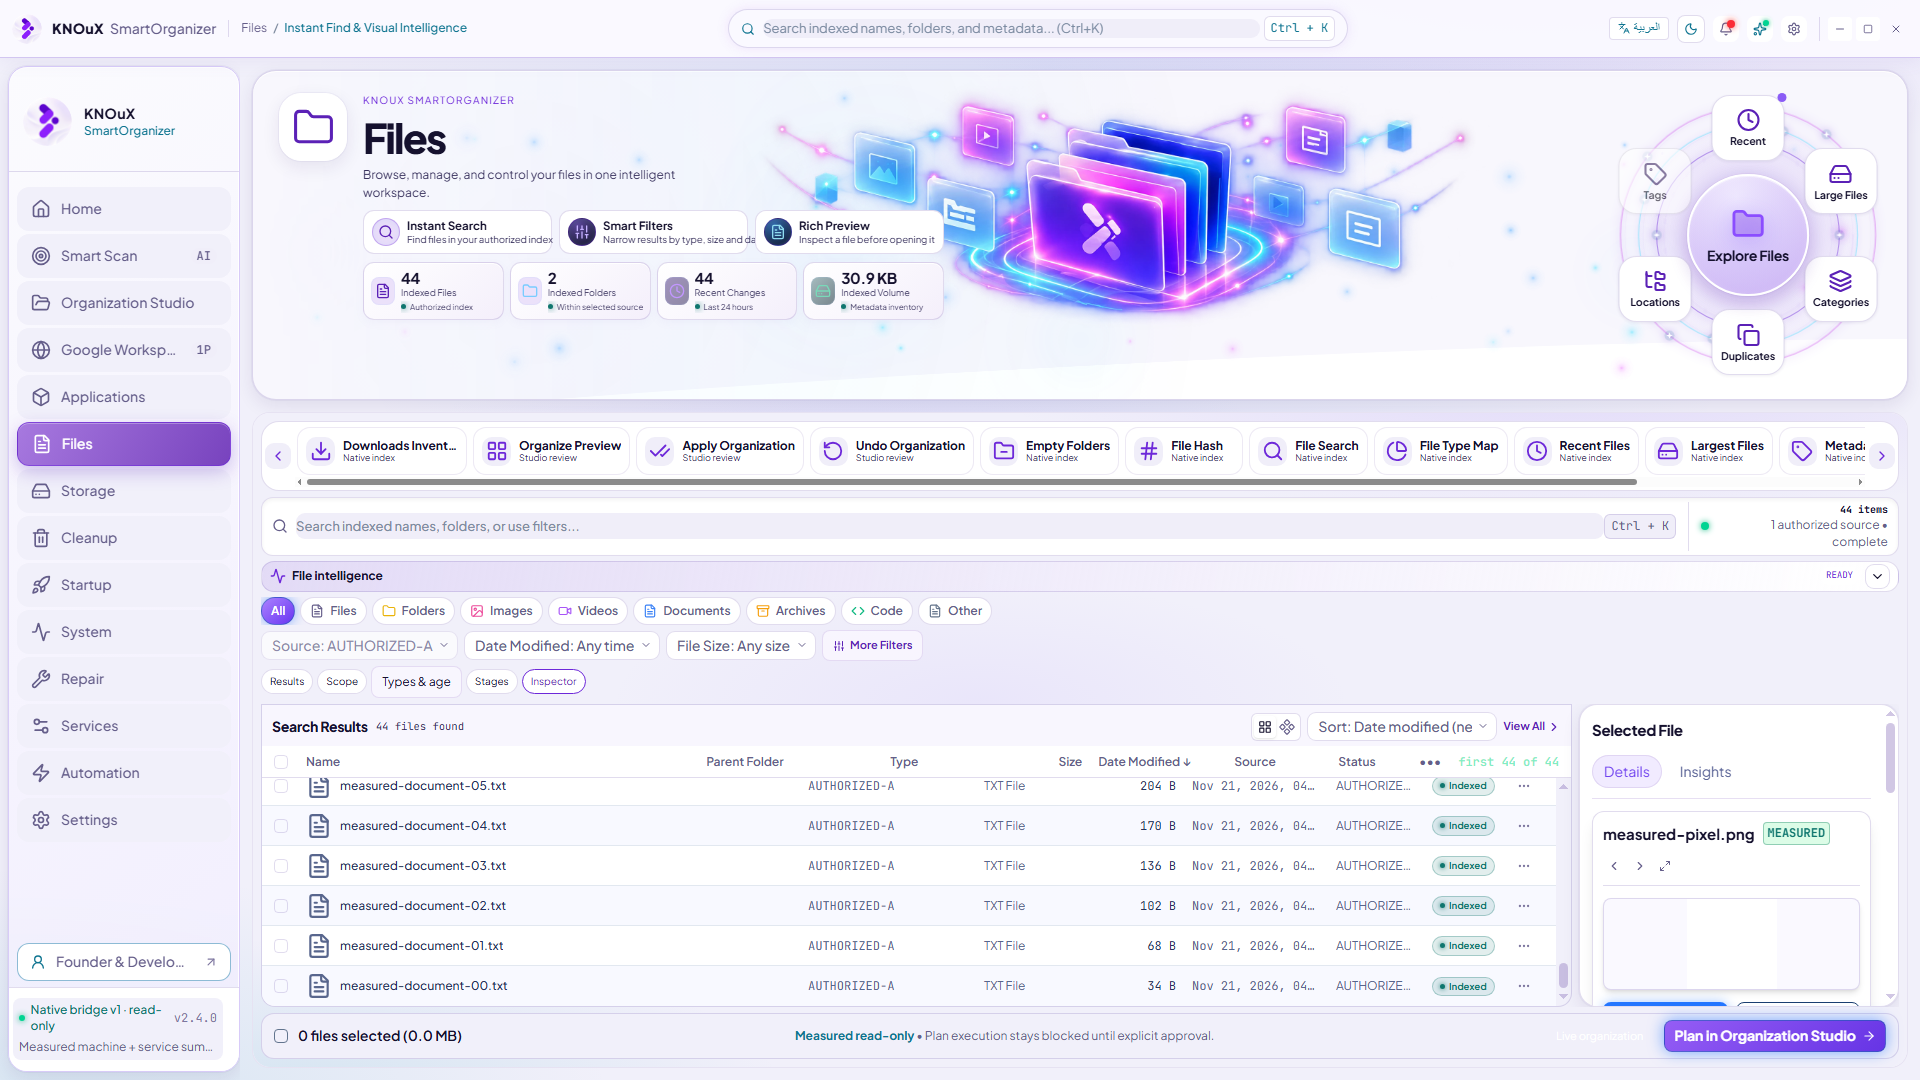 KNOuX SmartOrganizer
Files / Instant Find & Visual Intelligence
Search indexed names, folders, and metadata... (Ctrl+K)
Ctrl + K
العربية
KNOuX
SmartOrganizer
Home
Smart Scan AI
Organization Studio
Google Worksp... 1P
Applications
Files
Storage
Cleanup
Startup
System
Repair
Services
Automation
Settings
Founder & Develo...
Native bridge v1 · read-only
v2.4.0
Measured machine + service sum...
KNOUX SMARTORGANIZER
Files
Browse, manage, and control your files in one intelligent
workspace.
Instant Search
Find files in your authorized index
Smart Filters
Narrow results by type, size and da
Rich Preview
Inspect a file before opening it
44
Indexed Files
Authorized index
2
Indexed Folders
Within selected source
44
Recent Changes
Last 24 hours
30.9 KB
Indexed Volume
Metadata inventory
Recent
Tags
Large Files
Explore Files
Locations
Categories
Duplicates
Downloads Invent...
Native index
Organize Preview
Studio review
Apply Organization
Studio review
Undo Organization
Studio review
Empty Folders
Native index
File Hash
Native index
File Search
Native index
File Type Map
Native index
Recent Files
Native index
Largest Files
Native index
Metada
Native inc
Search indexed names, folders, or use filters...
Ctrl + K
44 items
1 authorized source •
complete
File intelligence
READY
All Files Folders Images Videos Documents Archives Code Other
Source: AUTHORIZED-A Date Modified: Any time File Size: Any size More Filters
Results Scope Types & age Stages Inspector
Search Results 44 files found
Sort: Date modified (ne View All
Name Parent Folder Type Size Date Modified ↓ Source Status ••• first 44 of 44
measured-document-05.txt AUTHORIZED-A TXT File 204 B Nov 21, 2026, 04... AUTHORIZE... Indexed ...
measured-document-04.txt AUTHORIZED-A TXT File 170 B Nov 21, 2026, 04... AUTHORIZE... Indexed ...
measured-document-03.txt AUTHORIZED-A TXT File 136 B Nov 21, 2026, 04... AUTHORIZE... Indexed ...
measured-document-02.txt AUTHORIZED-A TXT File 102 B Nov 21, 2026, 04... AUTHORIZE... Indexed ...
measured-document-01.txt AUTHORIZED-A TXT File 68 B Nov 21, 2026, 04... AUTHORIZE... Indexed ...
measured-document-00.txt AUTHORIZED-A TXT File 34 B Nov 21, 2026, 04... AUTHORIZE... Indexed ...
Selected File
Details Insights
measured-pixel.png MEASURED
0 files selected (0.0 MB)
Measured read-only • Plan execution stays blocked until explicit approval.
Live organization
Plan In Organization Studio →